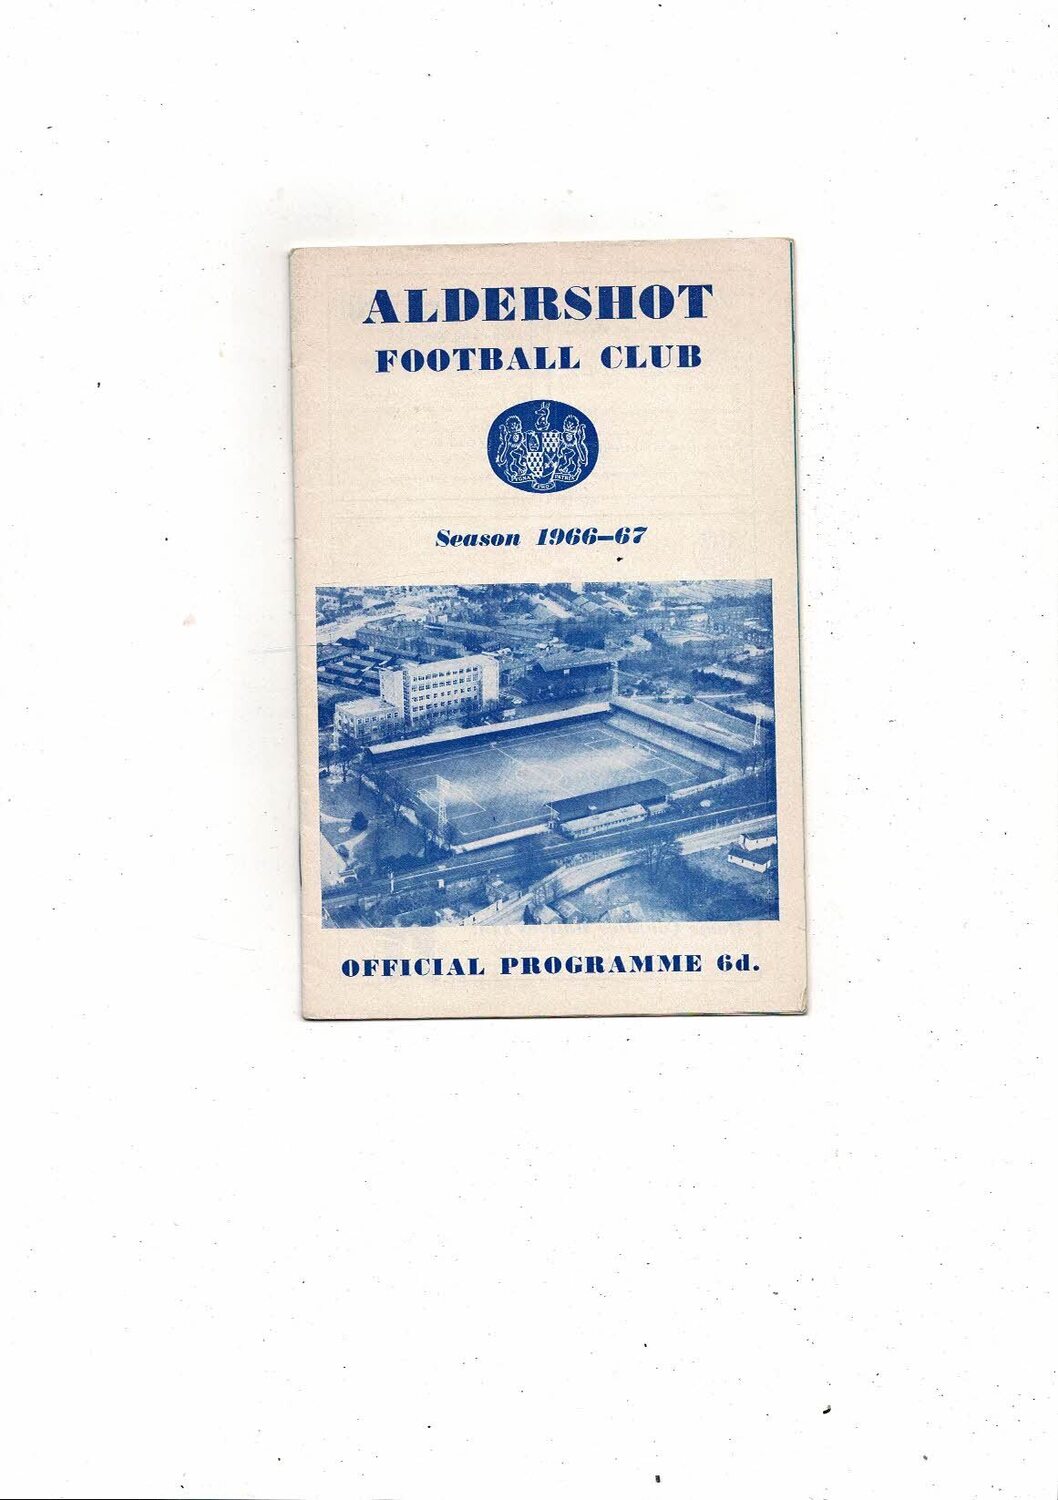 ALDERSHOT
FOOTBALL CLUB
Season 1966–67
OFFICIAL PROGRAMME 6d.